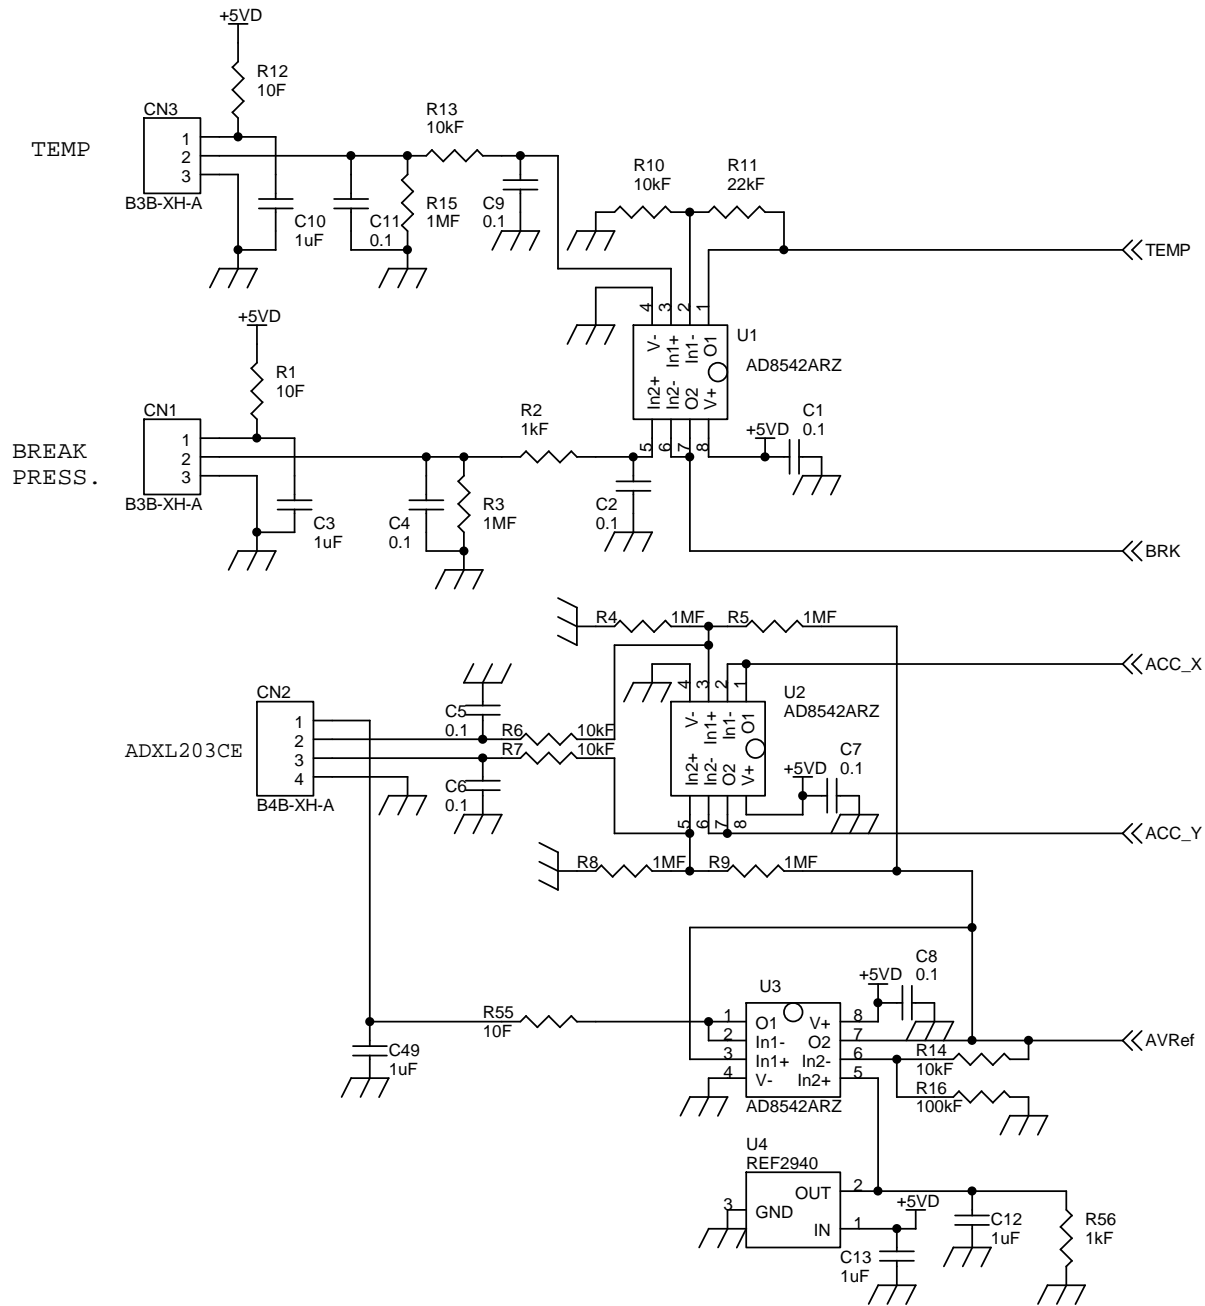 +5VD
R12
10F
CN3
1
2
3
B3B-XH-A
TEMP
C10
1uF
C11
0.1
R15
1MF
R13
10kF
C9
0.1
R10
10kF
R11
22kF
TEMP
4
3
2
1
V-
In1+
In1-
O1
In2+
In2-
O2
V+
5
6
7
8
U1
AD8542ARZ
+5VD
C1
0.1
+5VD
R1
10F
CN1
1
2
3
B3B-XH-A
BREAK
PRESS.
C3
1uF
C4
0.1
R3
1MF
R2
1kF
C2
0.1
BRK
R4
1MF
R5
1MF
ACC_X
4
3
2
1
V-
In1+
In1-
O1
In2+
In2-
O2
V+
5
6
7
8
U2
AD8542ARZ
+5VD
C7
0.1
CN2
1
2
3
4
B4B-XH-A
ADXL203CE
C5
0.1
R6
10kF
R7
10kF
C6
0.1
ACC_Y
R8
1MF
R9
1MF
C8
0.1
+5VD
U3
1
2
3
4
O1
In1-
In1+
V-
V+
O2
In2-
In2+
8
7
6
5
AD8542ARZ
R55
10F
C49
1uF
AVRef
R14
10kF
R16
100kF
U4
REF2940
OUT
GND
IN
3
2
1
+5VD
C13
1uF
C12
1uF
R56
1kF